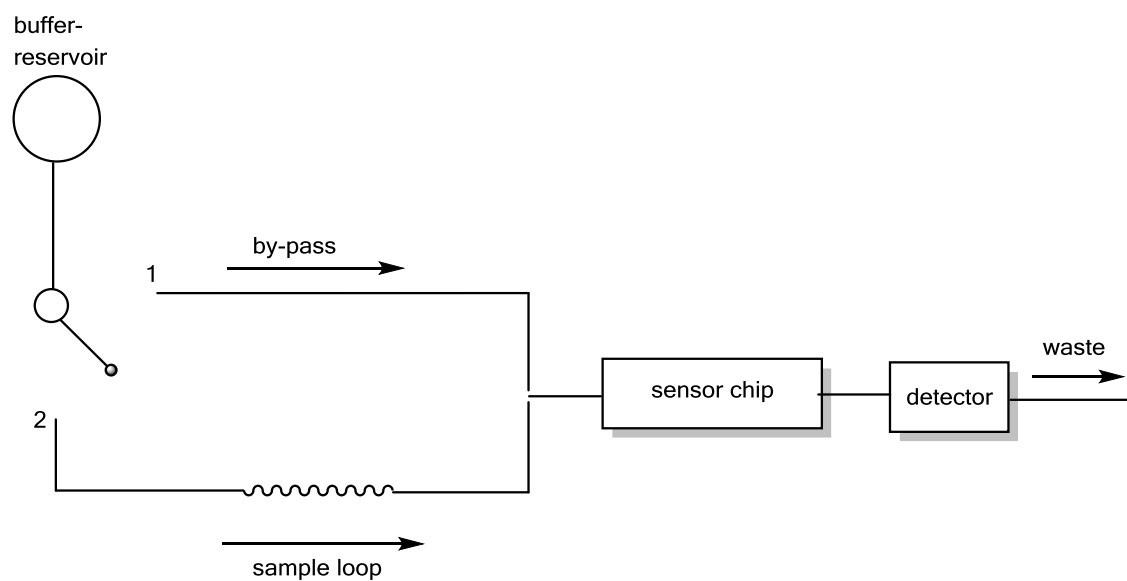 buffer-
reservoir
1
by-pass
2
sample loop
sensor chip
detector
waste